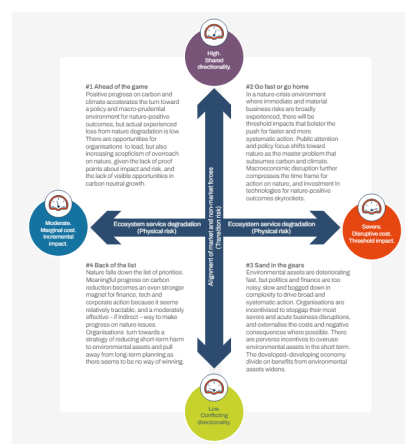 High.
Shared
directionality.
#1 Ahead of the game
Positive progress on carbon and
climate accelerates the turn toward
a policy and macro-prudential
environment for nature-positive
outcomes, but actual experienced
loss from nature degradation is low.
There are opportunities for
organisations to lead, but also
increasing scepticism of overreach
on nature, given the lack of proof
points about impact and risk, and
the lack of visible opportunities in
carbon neutral growth.
#2 Go fast or go home
In a nature-crisis environment
where immediate and material
business risks are broadly
experienced, there will be
threshold impacts that bolster the
push for faster and more
systematic action. Public attention
and policy focus shifts toward
nature as the master problem that
subsumes carbon and climate.
Macroeconomic disruption further
compresses the time frame for
action on nature, and investment in
technologies for nature-positive
outcomes skyrockets.
Moderate.
Marginal cost.
Incremental
impact.
Ecosystem service degradation
(Physical risk)
Alignment of market and non-market forces
(Transition risk)
Ecosystem service degradation
(Physical risk)
Severe.
Disruptive cost.
Threshold impact.
#4 Back of the list
Nature falls down the list of priorities.
Meaningful progress on carbon
reduction becomes an even stronger
magnet for finance, tech and
corporate action because it seems
relatively tractable, and a moderately
effective – if indirect – way to make
progress on nature issues.
Organisations turn towards a
strategy of reducing short-term harm
to environmental assets and pull
away from long-term planning as
there seems to be no way of winning.
#3 Sand in the gears
Environmental assets are deteriorating
fast, but politics and finance are too
noisy, slow and bogged down in
complexity to drive broad and
systematic action. Organisations are
incentivised to stopgap their most
severe and acute business disruptions,
and externalise the costs and negative
consequences where possible. There
are perverse incentives to overuse
environmental assets in the short term.
The developed–developing economy
divide on benefits from environmental
assets widens.
Low.
Conflicting
directionality.